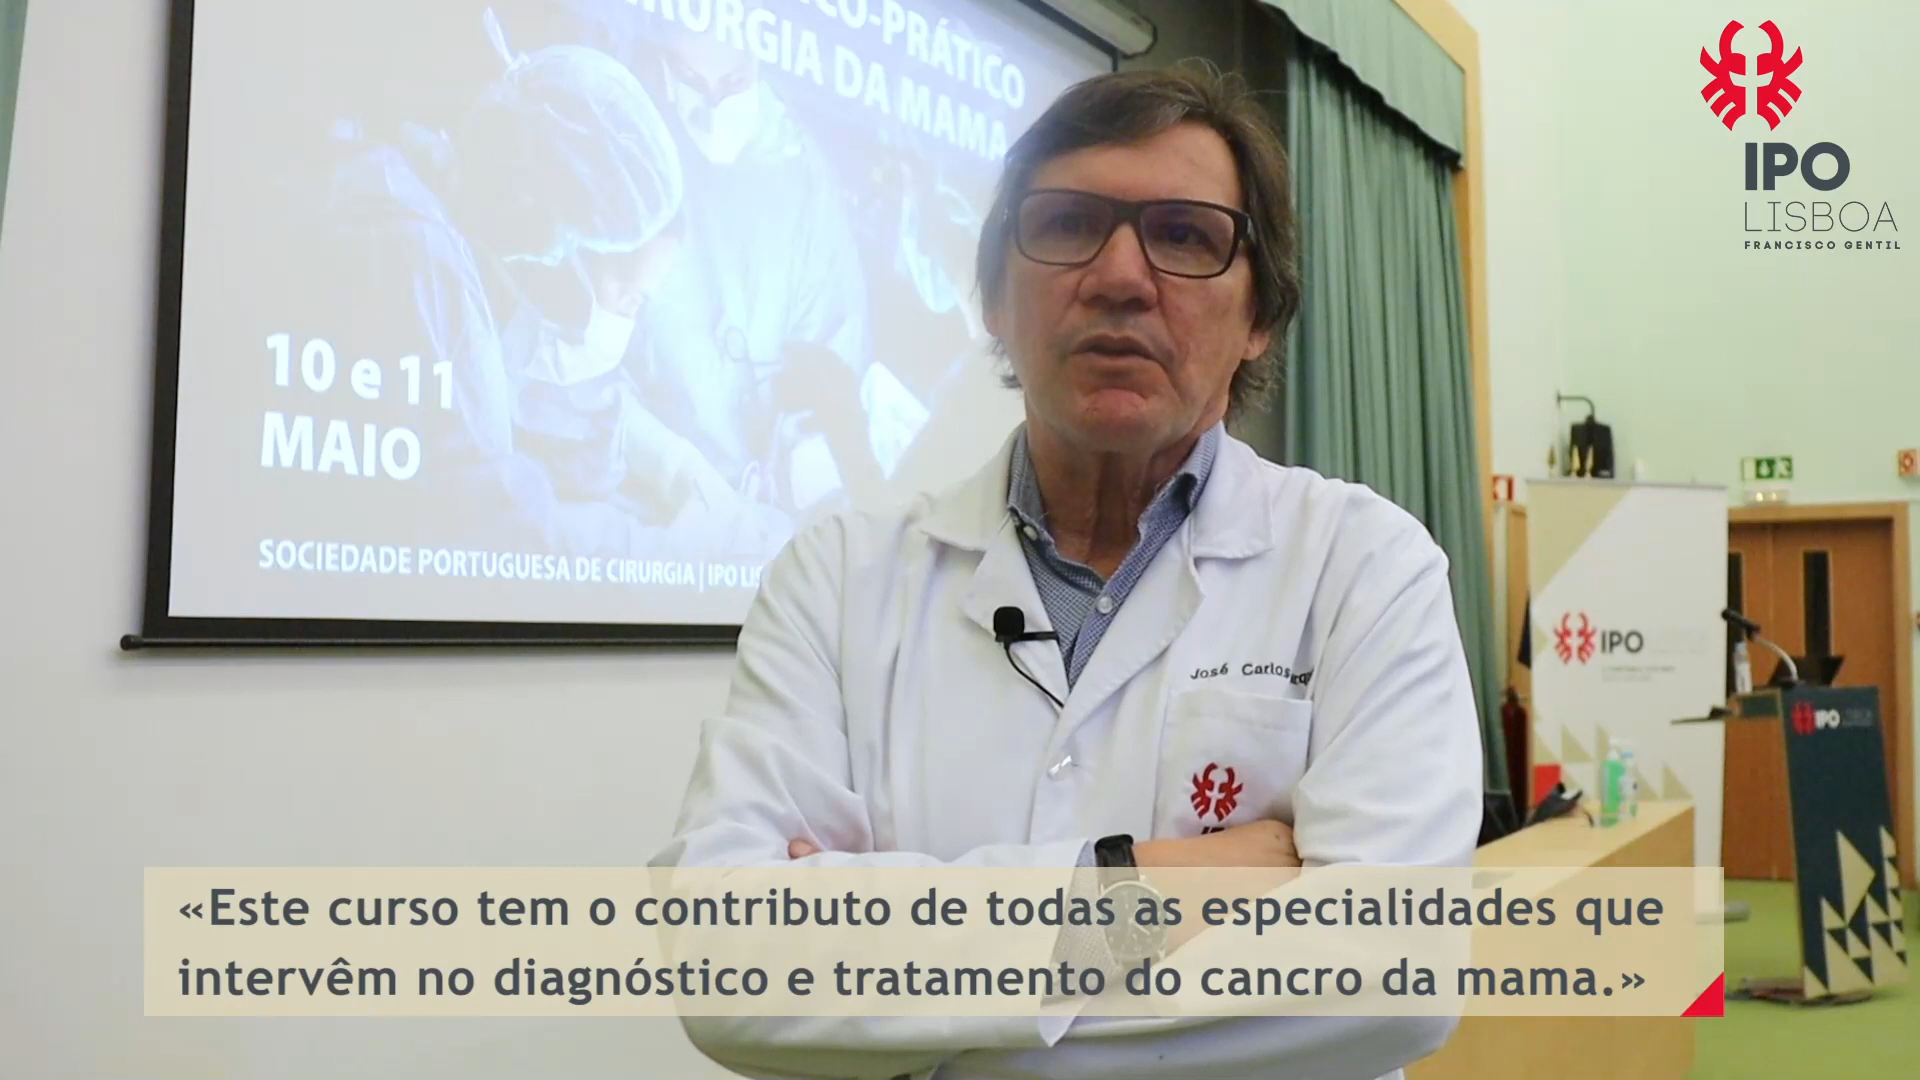 CO-PRÁTICO
CIRURGIA DA MAMA
10 e 11
MAIO
SOCIEDADE PORTUGUESA DE CIRURGIA | IPO LIS
IPO
LISBOA
FRANCISCO GENTIL
José Carlos
IPO
IPO
IPO
«Este curso tem o contributo de todas as especialidades que
intervêm no diagnóstico e tratamento do cancro da mama.»